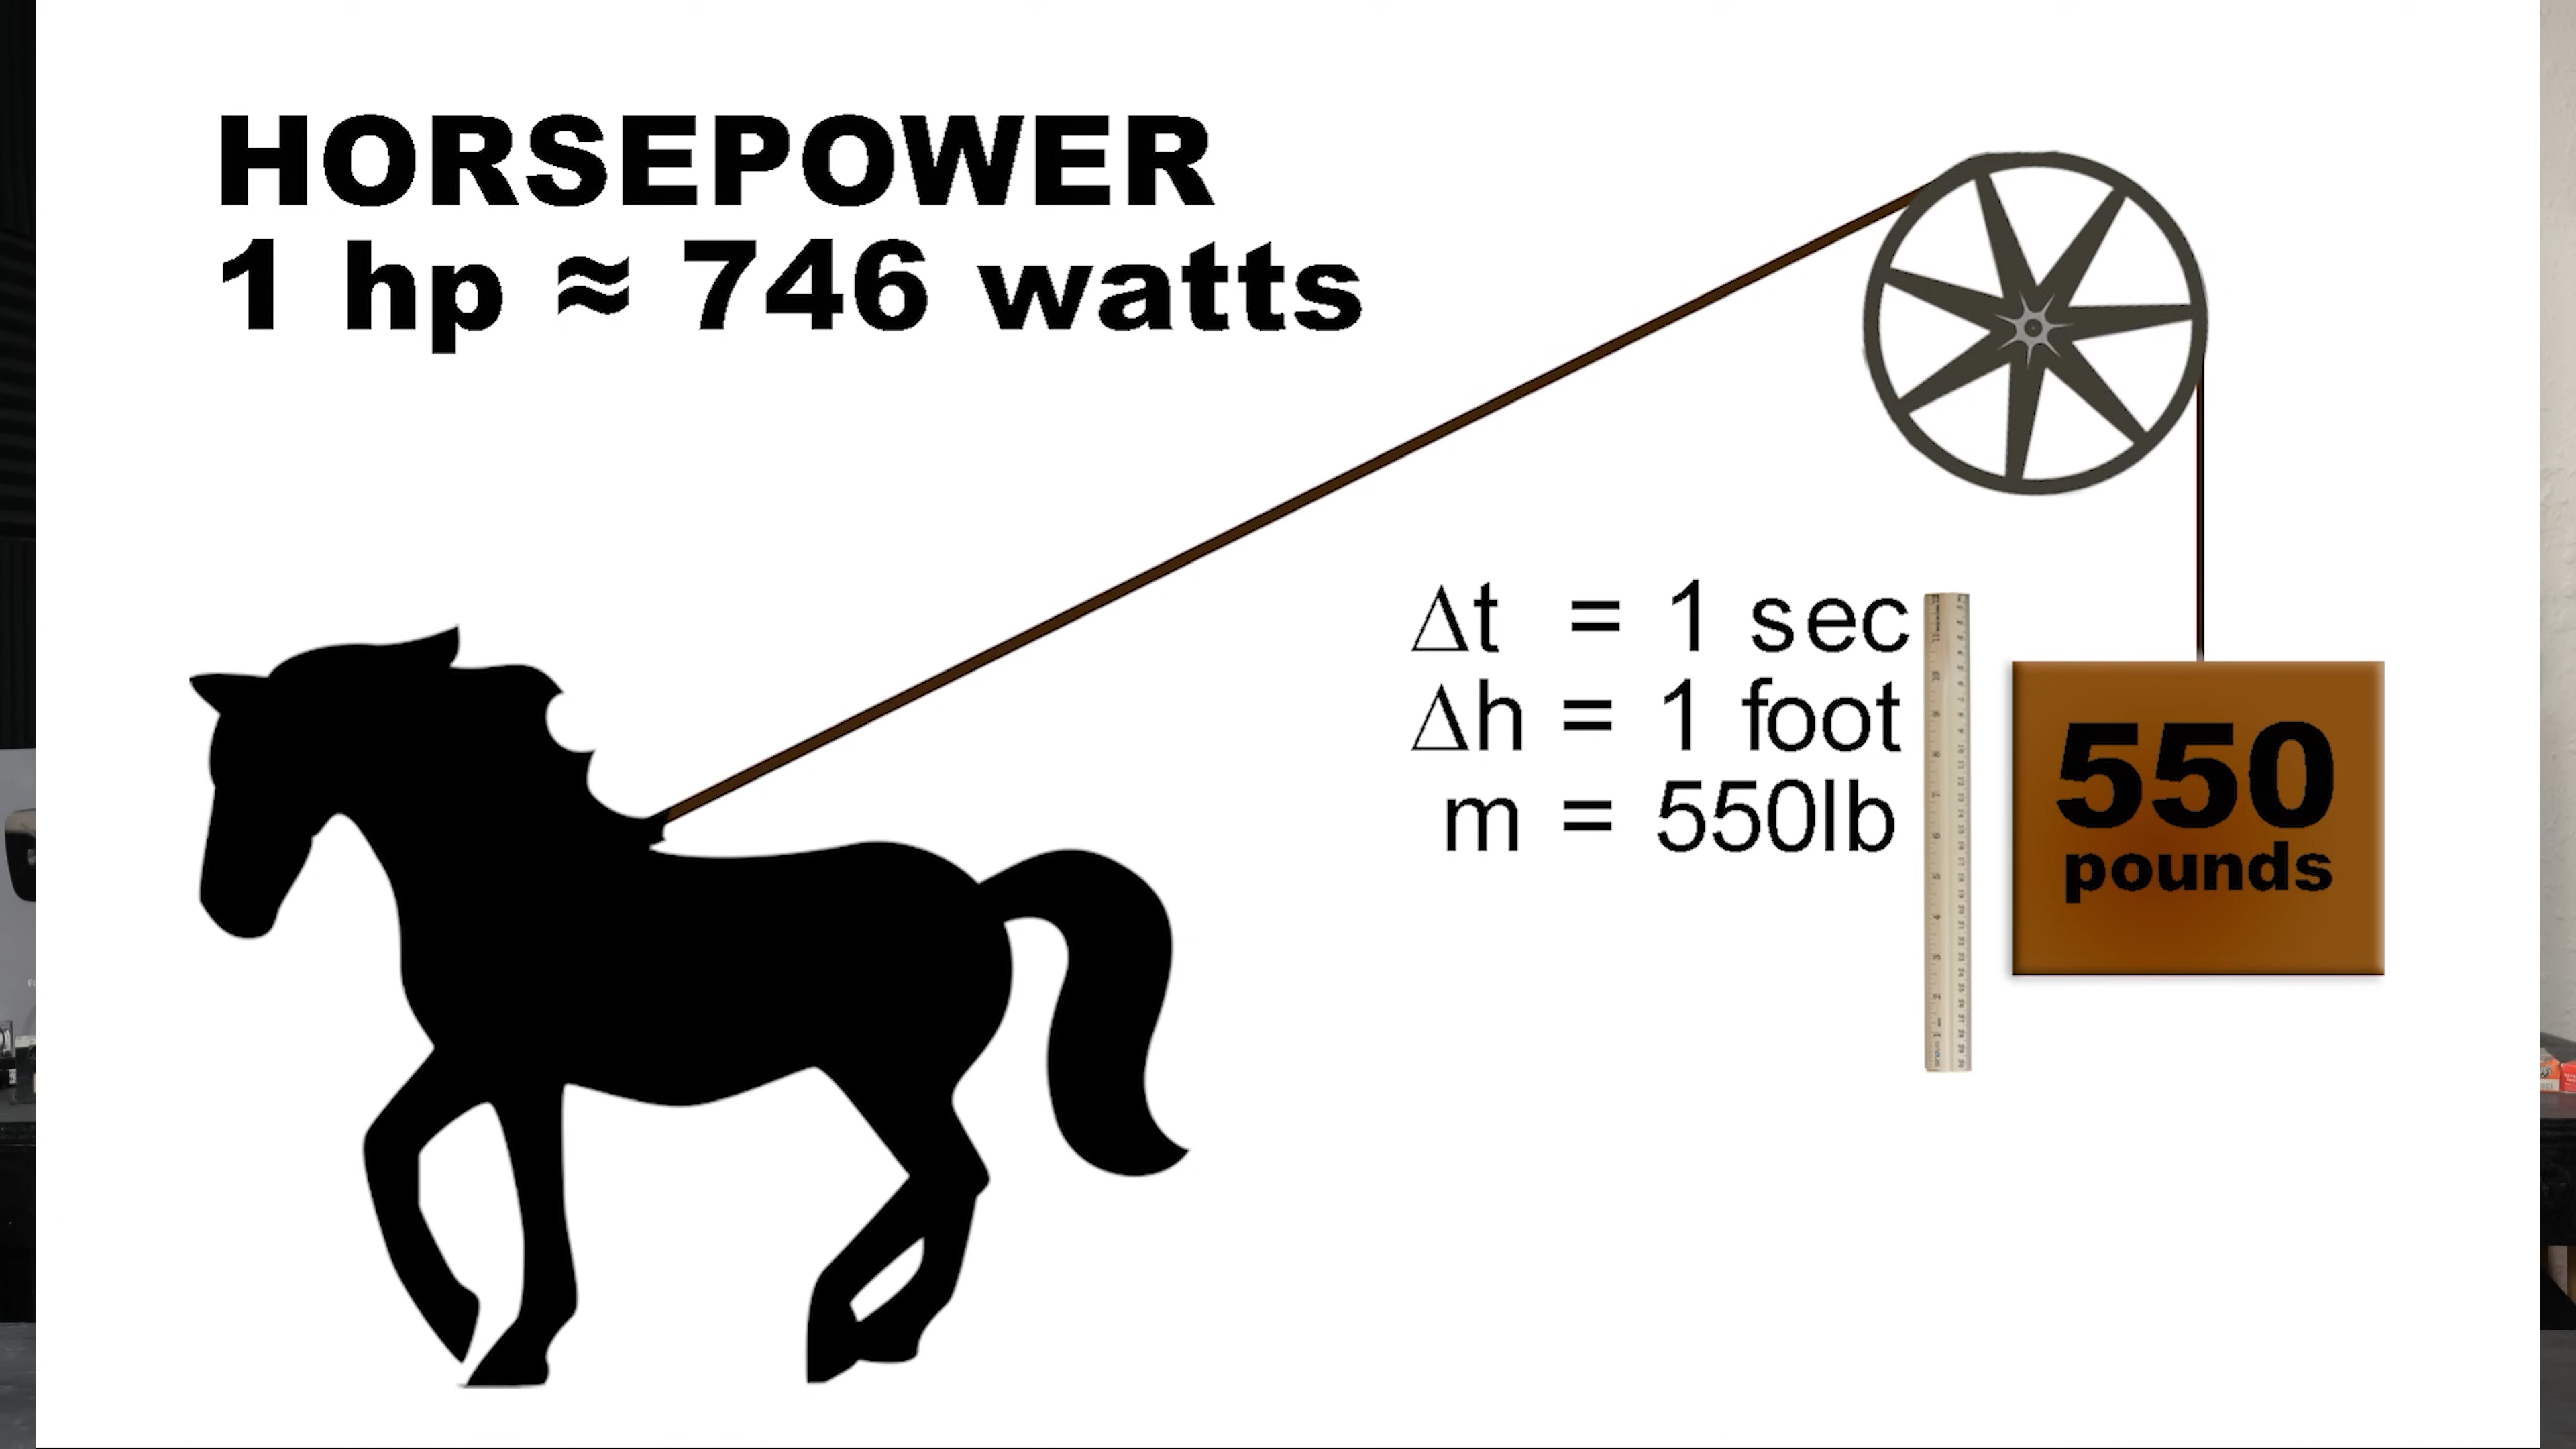 HORSEPOWER
1 hp ≈ 746 watts
Δt = 1 sec
Δh = 1 foot
m = 550lb
550
pounds